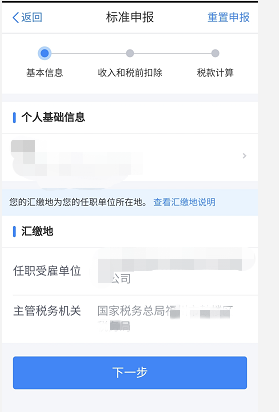 返回
标准申报
重置申报
基本信息
收入和税前扣除
税款计算
个人基础信息
您的汇缴地为您的任职单位所在地。 查看汇缴地说明
汇缴地
任职受雇单位
公司
主管税务机关
国家税务总局
下一步